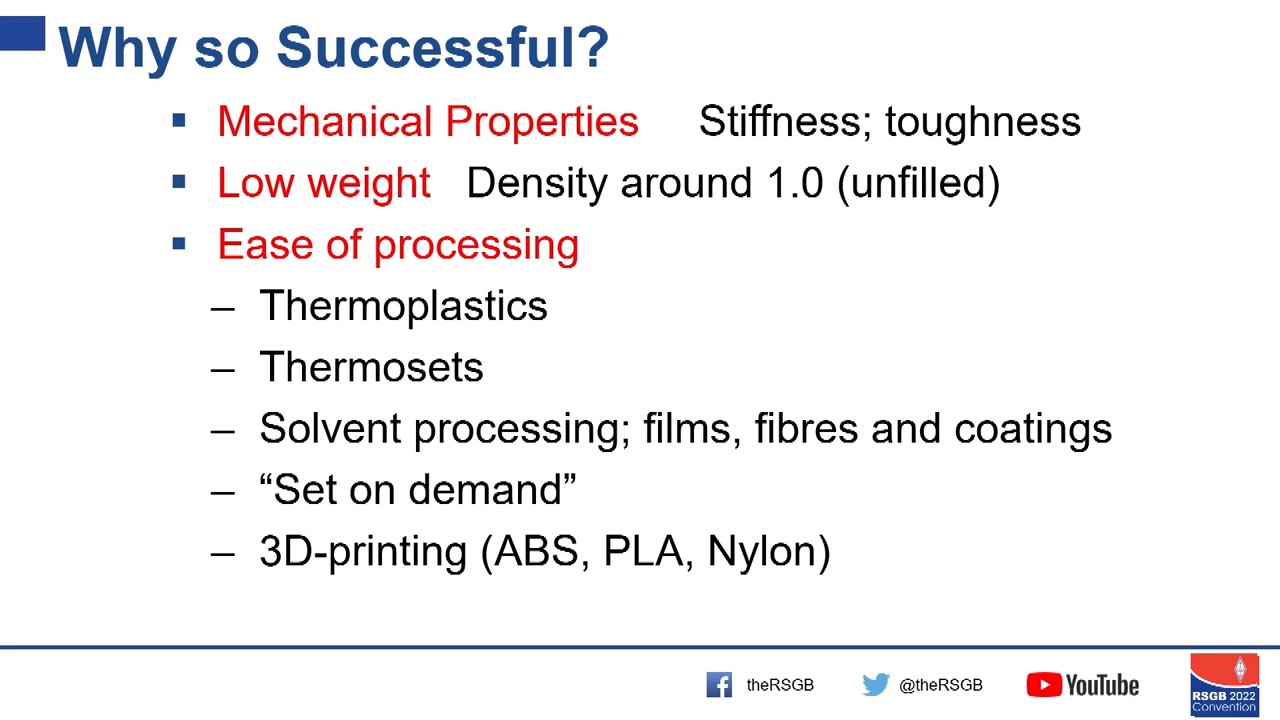 Why so Successful?
▪ Mechanical Properties Stiffness; toughness
▪ Low weight Density around 1.0 (unfilled)
▪ Ease of processing
– Thermoplastics
– Thermosets
– Solvent processing; films, fibres and coatings
– “Set on demand”
– 3D-printing (ABS, PLA, Nylon)
theRSGB @theRSGB YouTube
RSGB 2022
Convention